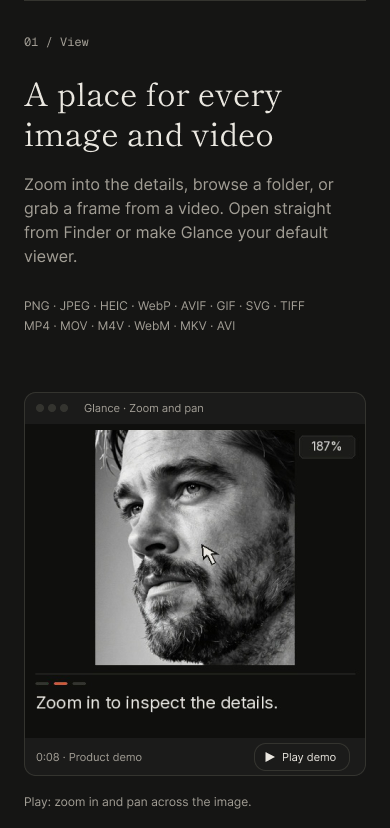 01 / View
A place for every
image and video
Zoom into the details, browse a folder, or
grab a frame from a video. Open straight
from Finder or make Glance your default
viewer.
PNG · JPEG · HEIC · WebP · AVIF · GIF · SVG · TIFF
MP4 · MOV · M4V · WebM · MKV · AVI
Glance · Zoom and pan
187%
Zoom in to inspect the details.
0:08 · Product demo
Play demo
Play: zoom in and pan across the image.